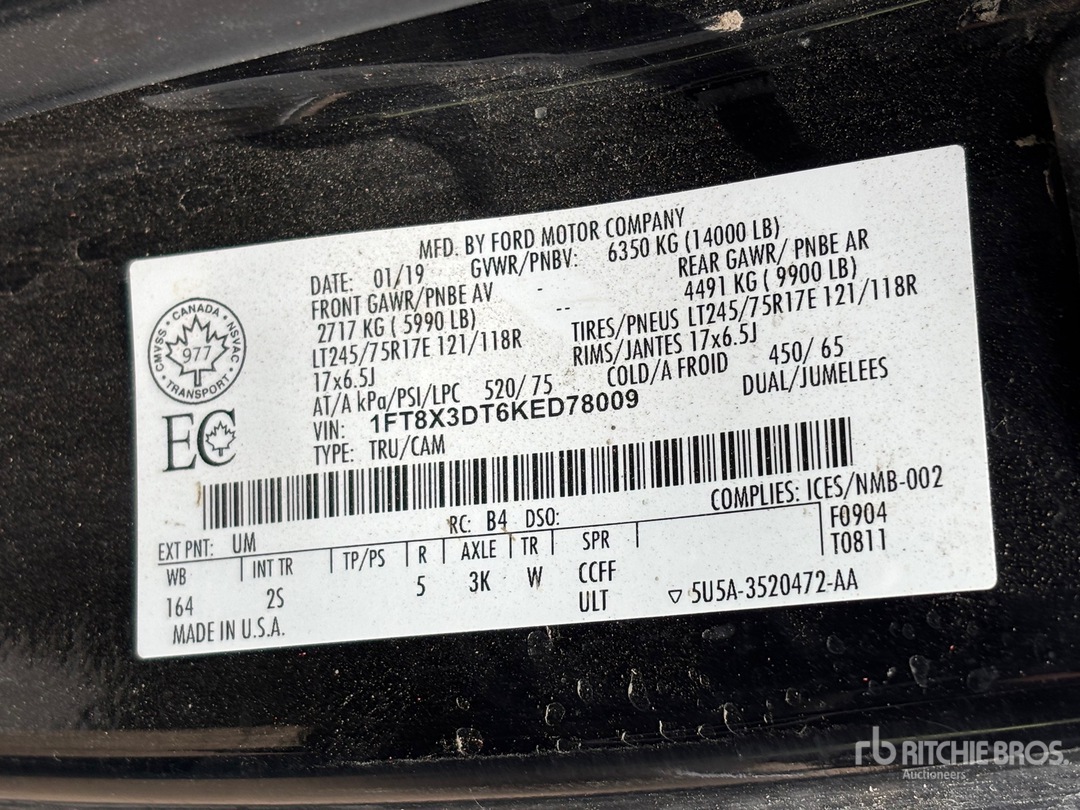 MFD. BY FORD MOTOR COMPANY
DATE: 01/19 GVWR/PNBV: 6350 KG (14000 LB)
FRONT GAWR/PNBE AV - REAR GAWR/ PNBE AR
2717 KG ( 5990 LB) -- 4491 KG ( 9900 LB)
LT245/75R17E 121/118R TIRES/PNEUS LT245/75R17E 121/118R
17x6.5J RIMS/JANTES 17x6.5J
AT/A kPa/PSI/LPC 520/ 75 COLD/A FROID 450/ 65
VIN: 1FT8X3DT6KED78009 DUAL/JUMELEES
TYPE: TRU/CAM
CMVSS • CANADA • NSVAC • TRANSPORT •
977
EC
COMPLIES: ICES/NMB-002
RC: B4 DSO: F0904
EXT PNT: UM T0811
WB INT TR TP/PS R AXLE TR SPR
164 2S 5 3K W CCFF
ULT ▽ 5U5A-3520472-AA
MADE IN U.S.A.
rb RITCHIE BROS.
Auctioneers